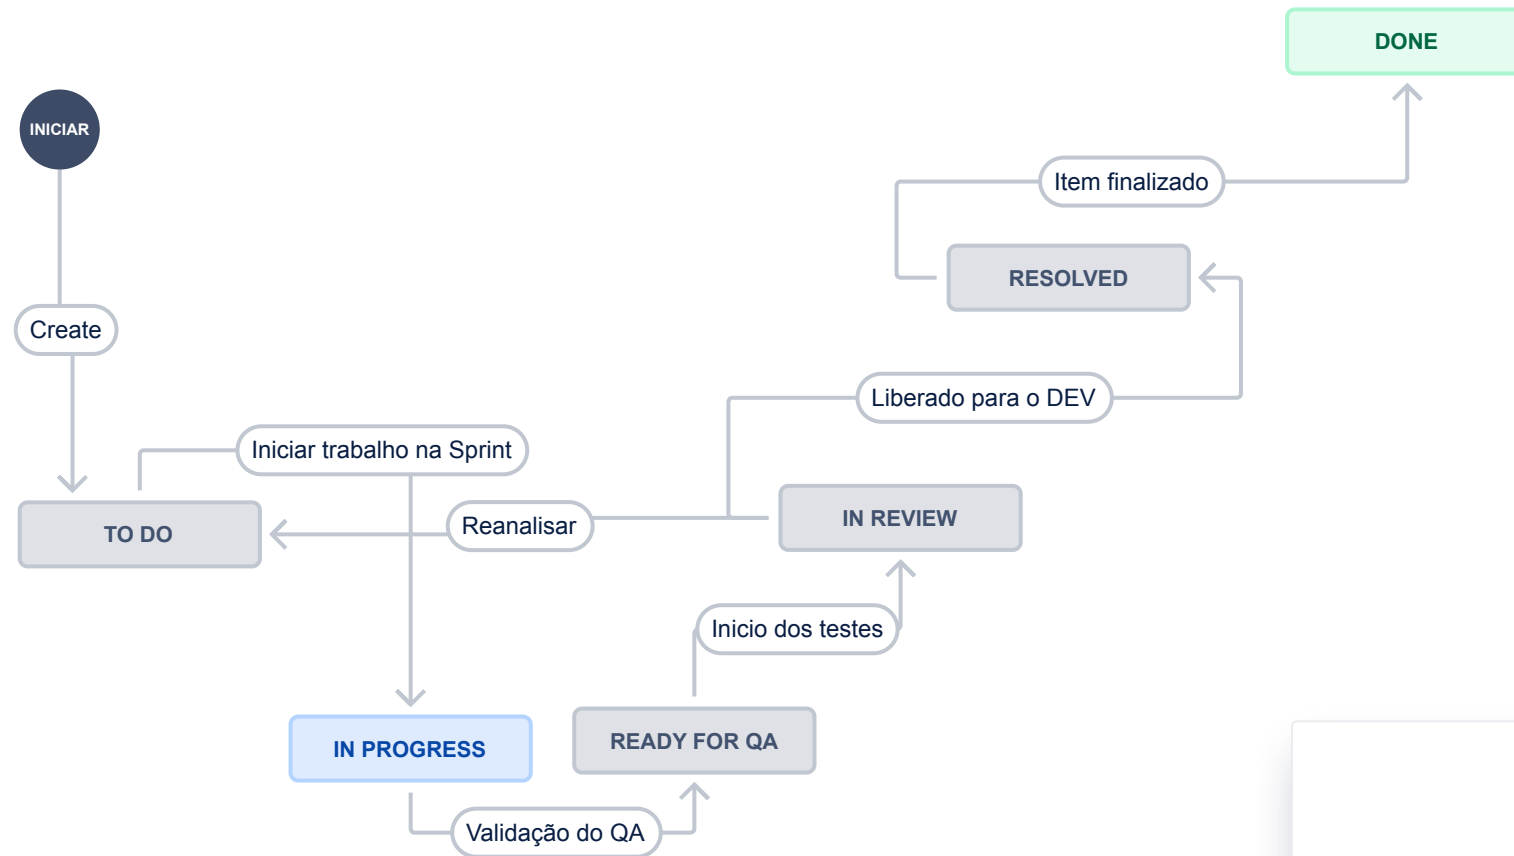 DONE
INICIAR
Item finalizado
RESOLVED
Create
Liberado para o DEV
Iniciar trabalho na Sprint
TO DO
Reanalisar
IN REVIEW
Inicio dos testes
IN PROGRESS
READY FOR QA
Validação do QA